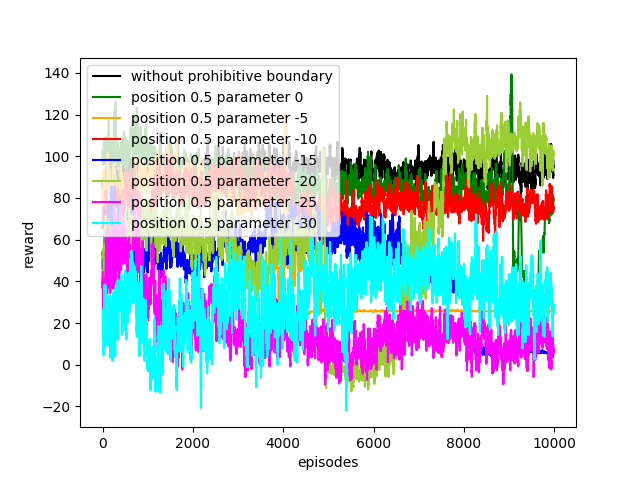 140
120
100
80
60
40
20
0
−20
reward
without prohibitive boundary
position 0.5 parameter 0
position 0.5 parameter -5
position 0.5 parameter -10
position 0.5 parameter -15
position 0.5 parameter -20
position 0.5 parameter -25
position 0.5 parameter -30
0 2000 4000 6000 8000 10000
episodes